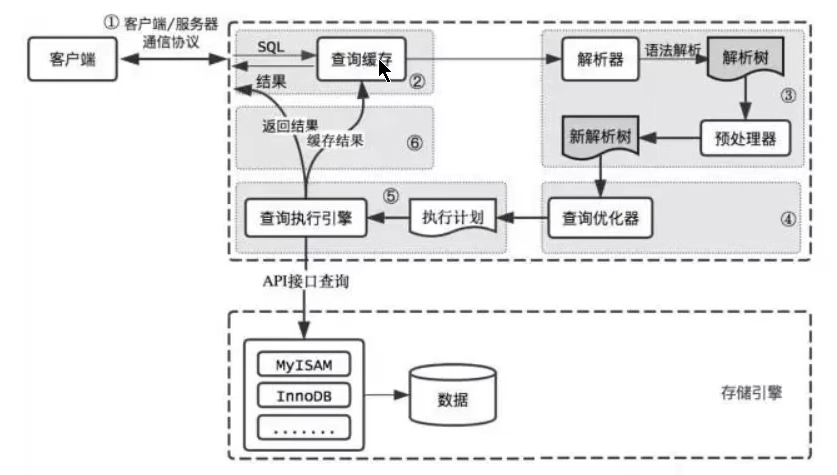 ① 客户端/服务器
通信协议
客户端
SQL
结果
查询缓存
②
解析器
语法解析
解析树
③
预处理器
新解析树
返回结果
缓存结果
⑥
⑤
查询执行引擎
执行计划
查询优化器
④
API接口查询
MyISAM
InnoDB
.......
数据
存储引擎